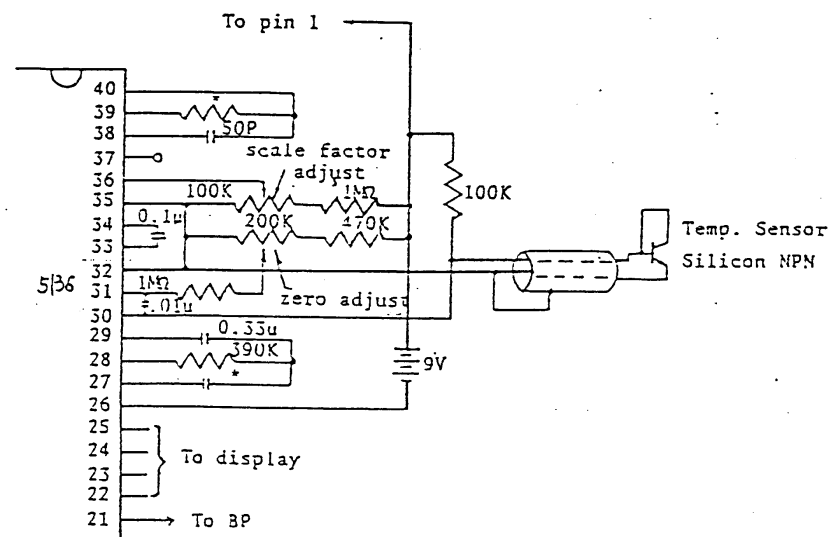 To pin 1
40
39
*
38
50P
37
scale factor
adjust
36
35
100K
1MΩ
100K
34
0.1u
200K
470K
33
Temp. Sensor
32
Silicon NPN
5/36
31
1MΩ
zero adjust
.01u
30
29
0.33u
28
390K
*
27
9V
26
25
24
To display
23
22
21
To BP